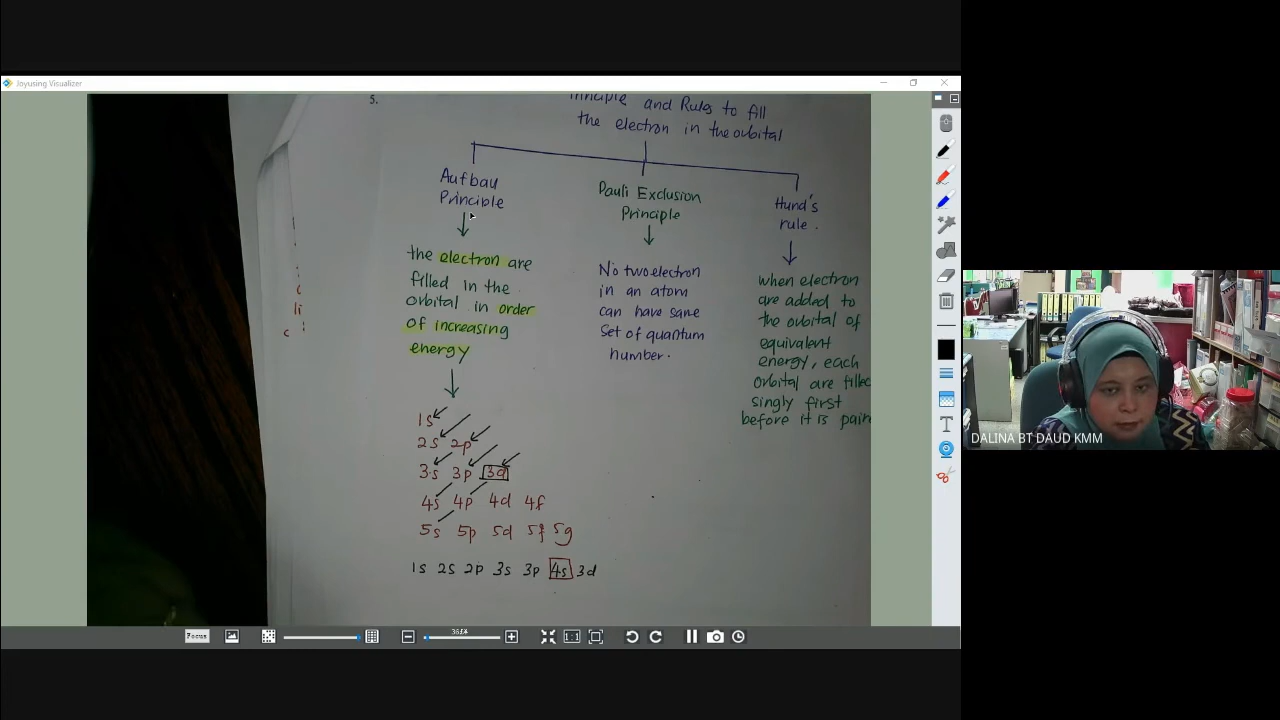 Joyusing Visualizer
5.
and Rules to fill
the electron in the orbital
Aufbau
Principle
the electron are
filled in the
orbital in order
of increasing
energy
1s
2s 2p
3s 3p 3d
4s 4p 4d 4f
5s 5p 5d 5f 5g
1s 2s 2p 3s 3p 4s 3d
Pauli Exclusion
Principle
No two electron
in an atom
can have same
set of quantum
number.
Hund's
rule.
when electron
are added to
the orbital of
equivalent
energy, each
orbital are filled
singly first
before it is pair
Focus
1:1
T
DALINA BT DAUD KMM